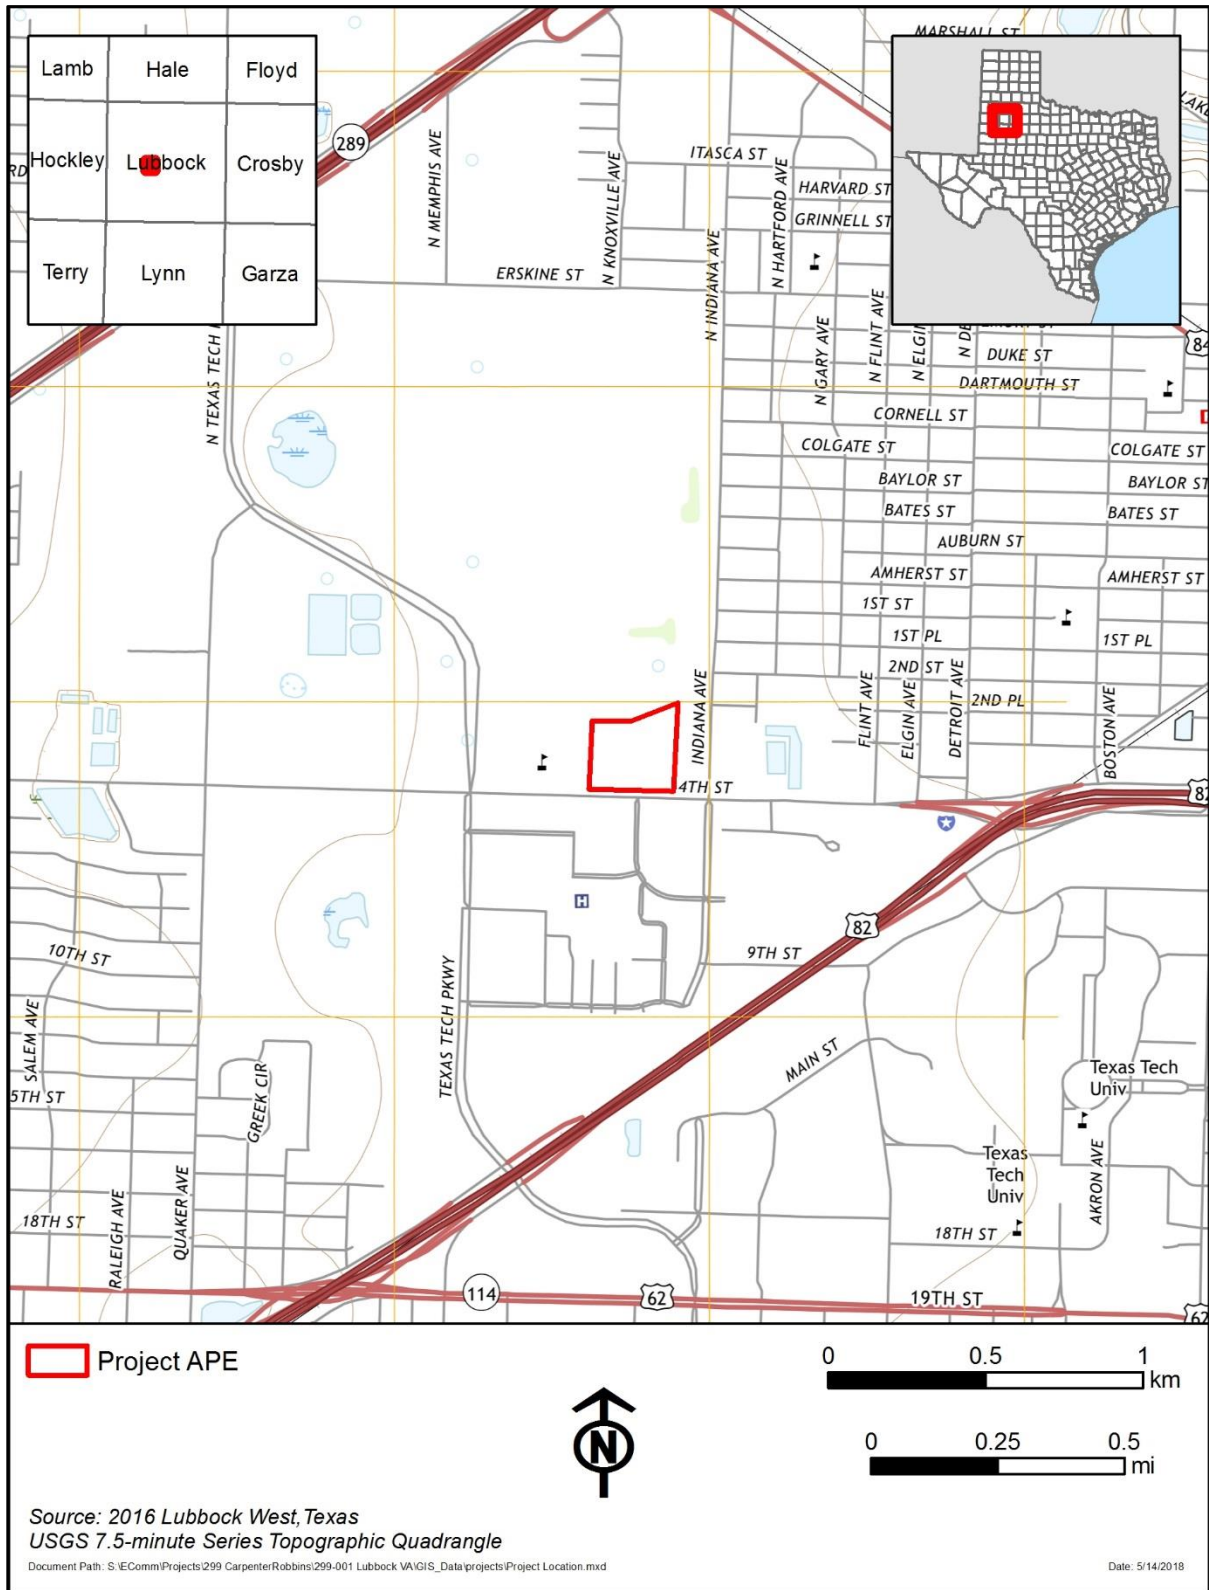 MARSHALL ST
Lamb Hale Floyd
Hockley Lubbock Crosby
Terry Lynn Garza
289
N MEMPHIS AVE
N KNOXVILLE AVE
N INDIANA AVE
N HARTFORD AVE
ITASCA ST
HARVARD ST
GRINNELL ST
ERSKINE ST
N GARY AVE
N FLINT AVE
84
DUKE ST
DARTMOUTH ST
CORNELL ST
COLGATE ST
COLGATE ST
BAYLOR ST
BAYLOR ST
BATES ST
BATES ST
AUBURN ST
AMHERST ST
AMHERST ST
1ST ST
1ST PL
1ST PL
2ND ST
2ND PL
N TEXAS TECH
INDIANA AVE
FLINT AVE
ELGIN AVE
DETROIT AVE
BOSTON AVE
4TH ST
82
H
82
9TH ST
10TH ST
SALEM AVE
5TH ST
GREEK CIR
TEXAS TECH PKWY
MAIN ST
Texas Tech
Univ
Texas
Tech
Univ
AKRON AVE
18TH ST
RALEIGH AVE
QUAKER AVE
18TH ST
114
62
19TH ST
62
Project APE
0 0.5 1
km
N
0 0.25 0.5
mi
Source: 2016 Lubbock West, Texas
USGS 7.5-minute Series Topographic Quadrangle
Document Path: S:\EComm\Projects\299 CarpenterRobbins\299-001 Lubbock VA\GIS_Data\projects\Project Location.mxd
Date: 5/14/2018